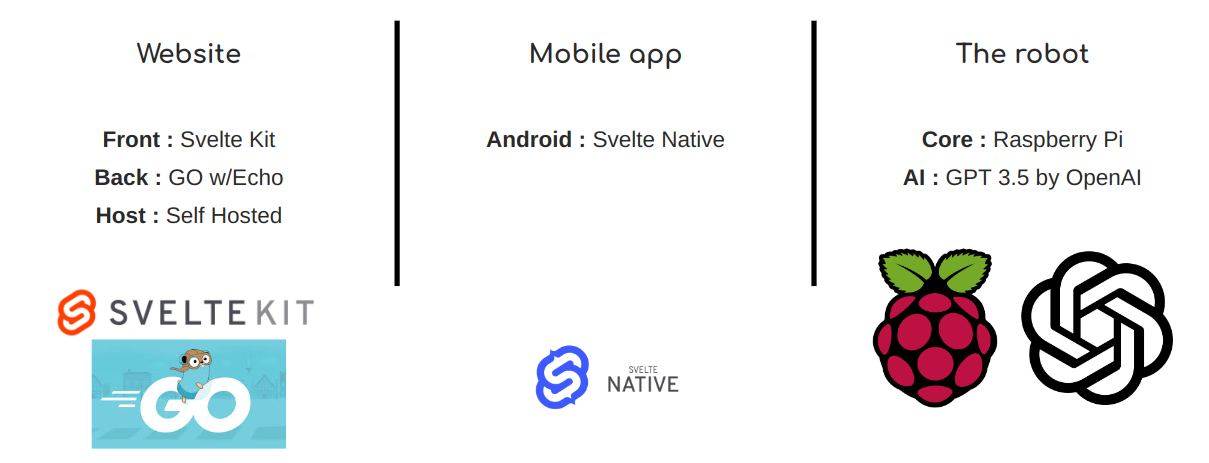 Website
Front : Svelte Kit
Back : GO w/Echo
Host : Self Hosted
SVELTEKIT
GO
Mobile app
Android : Svelte Native
SVELTE
NATIVE
The robot
Core : Raspberry Pi
AI : GPT 3.5 by OpenAI